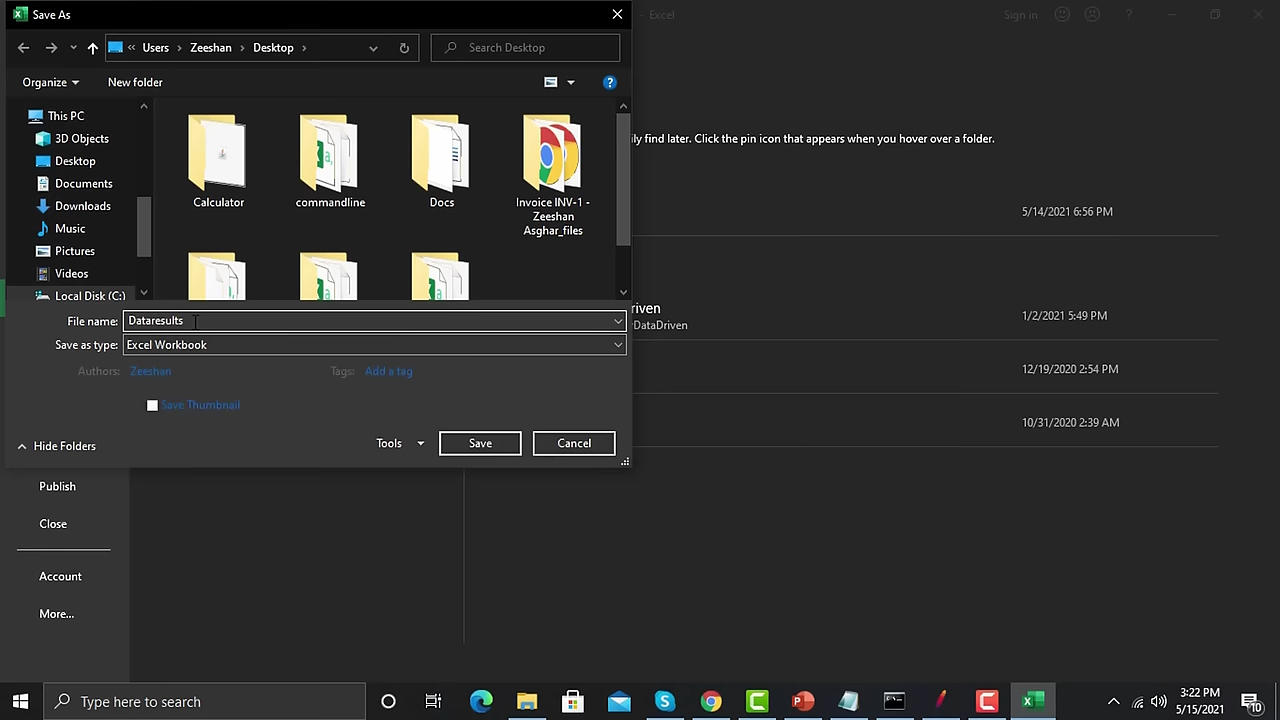 Save As
- Excel
Sign in
?
« Users > Zeeshan > Desktop >
Search Desktop
Organize
New folder
?
This PC
3D Objects
Desktop
Documents
Downloads
Music
Pictures
Videos
Local Disk (C:)
Calculator
commandline
Docs
Invoice INV-1 -
Zeeshan
Asghar_files
ily find later. Click the pin icon that appears when you hover over a folder.
5/14/2021 6:56 PM
riven
DataDriven
1/2/2021 5:49 PM
12/19/2020 2:54 PM
10/31/2020 2:39 AM
File name: Dataresults
Save as type: Excel Workbook
Authors: Zeeshan
Tags: Add a tag
Save Thumbnail
Hide Folders
Tools
Save
Cancel
Publish
Close
Account
More...
Type here to search
3:22 PM
5/15/2021
10